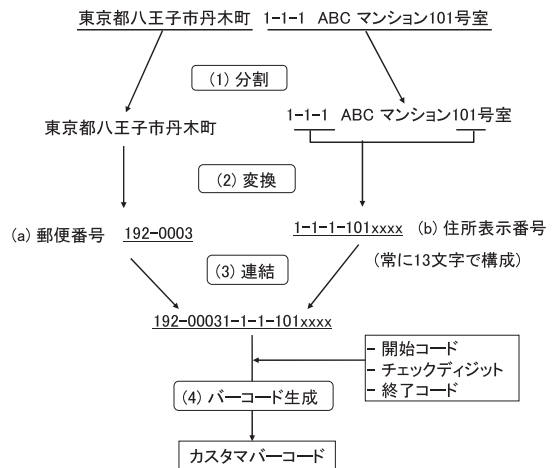 東京都八王子市丹木町 1-1-1 ABC マンション101号室
(1) 分割
東京都八王子市丹木町
1-1-1 ABC マンション101号室
(2) 変換
(a) 郵便番号 192-0003
1-1-1-101xxxx (b) 住所表示番号
(常に13文字で構成)
(3) 連結
192-00031-1-1-101xxxx
- 開始コード
- チェックディジット
- 終了コード
(4) バーコード生成
カスタマバーコード